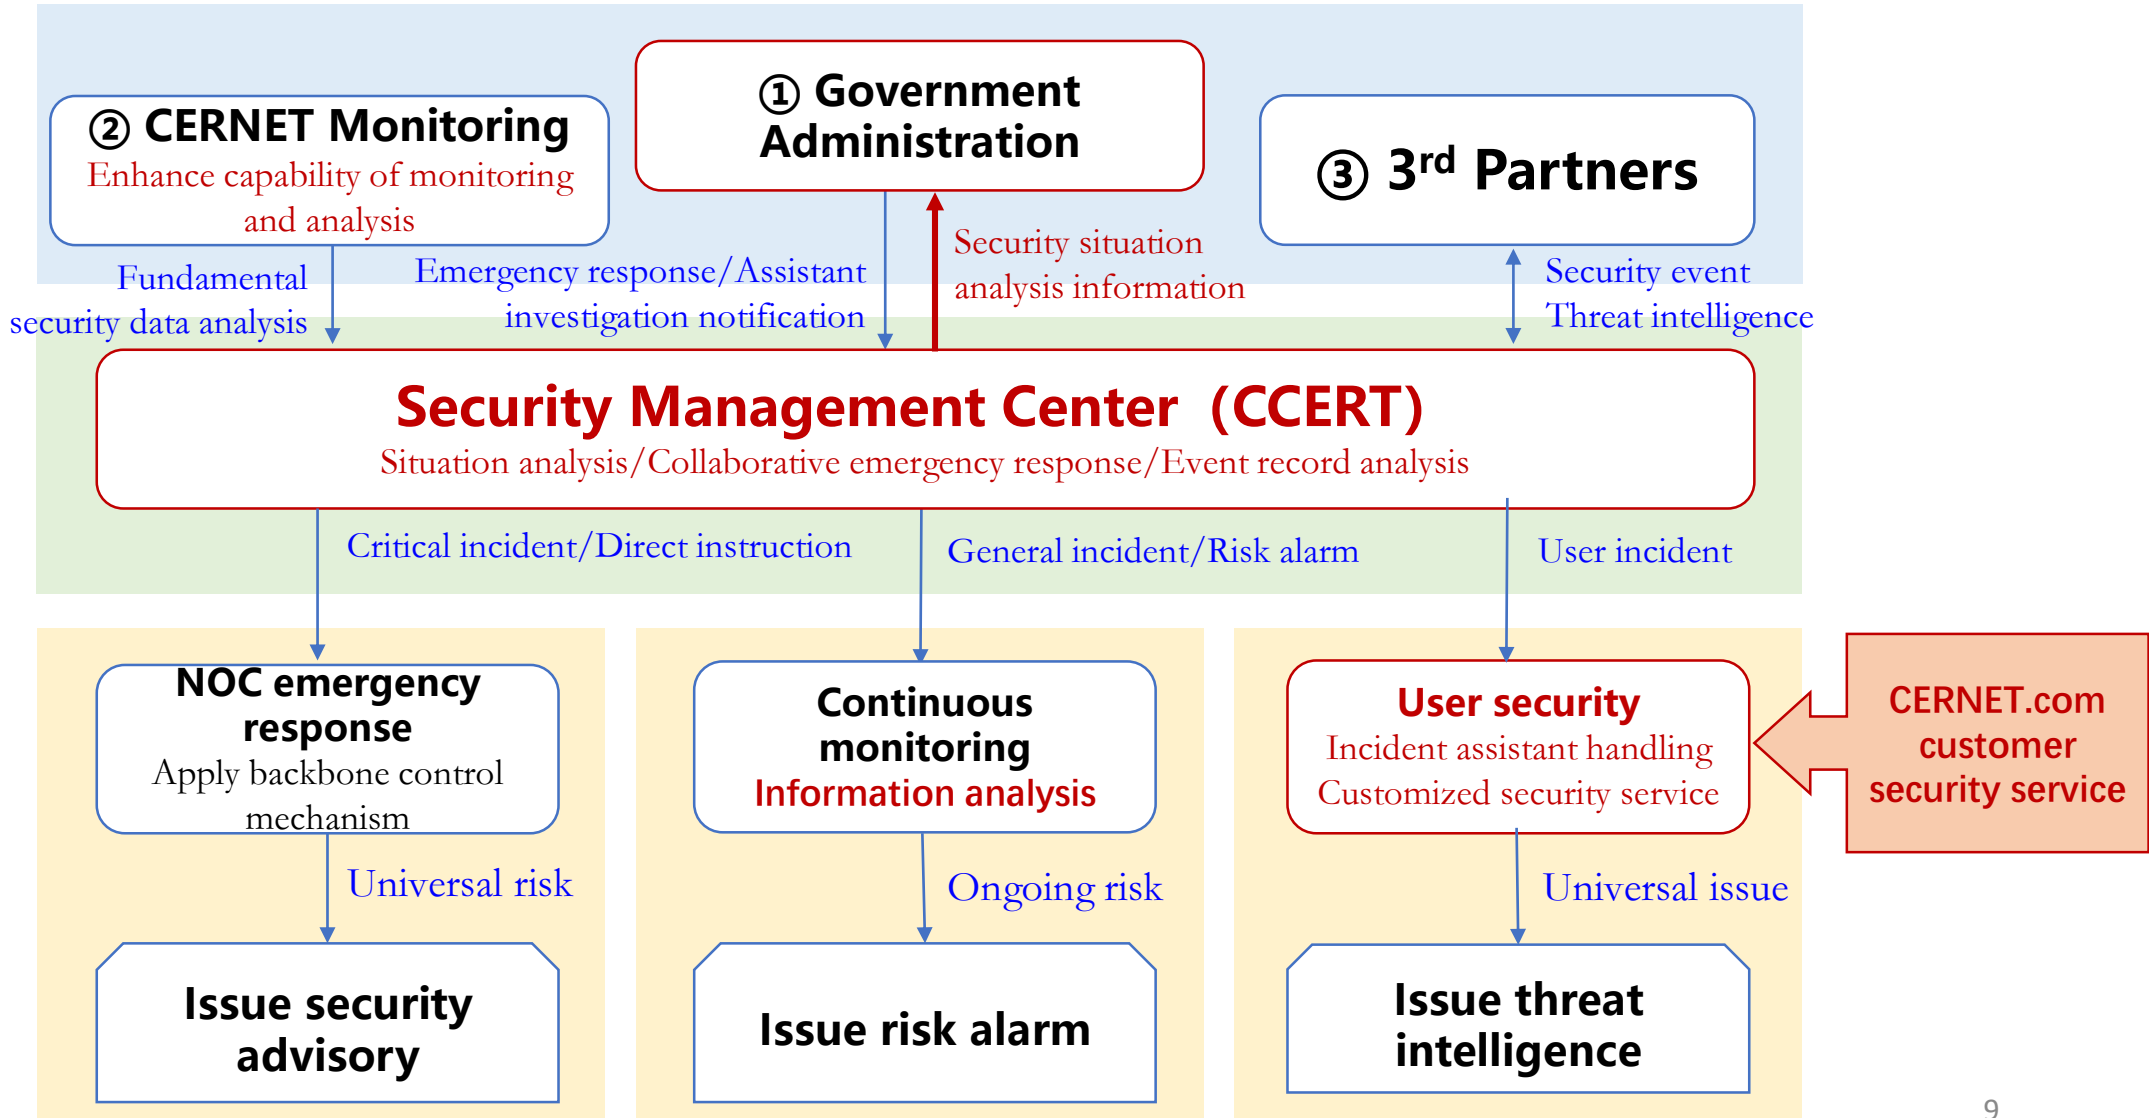 ① Government
Administration
② CERNET Monitoring
Enhance capability of monitoring
and analysis
③ 3rd Partners
Fundamental
security data analysis
Emergency response/Assistant
investigation notification
Security situation
analysis information
Security event
Threat intelligence
Security Management Center (CCERT)
Situation analysis/Collaborative emergency response/Event record analysis
Critical incident/Direct instruction
General incident/Risk alarm
User incident
NOC emergency
response
Apply backbone control
mechanism
Continuous
monitoring
Information analysis
User security
Incident assistant handling
Customized security service
CERNET.com
customer
security service
Universal risk
Ongoing risk
Universal issue
Issue security
advisory
Issue risk alarm
Issue threat
intelligence
9